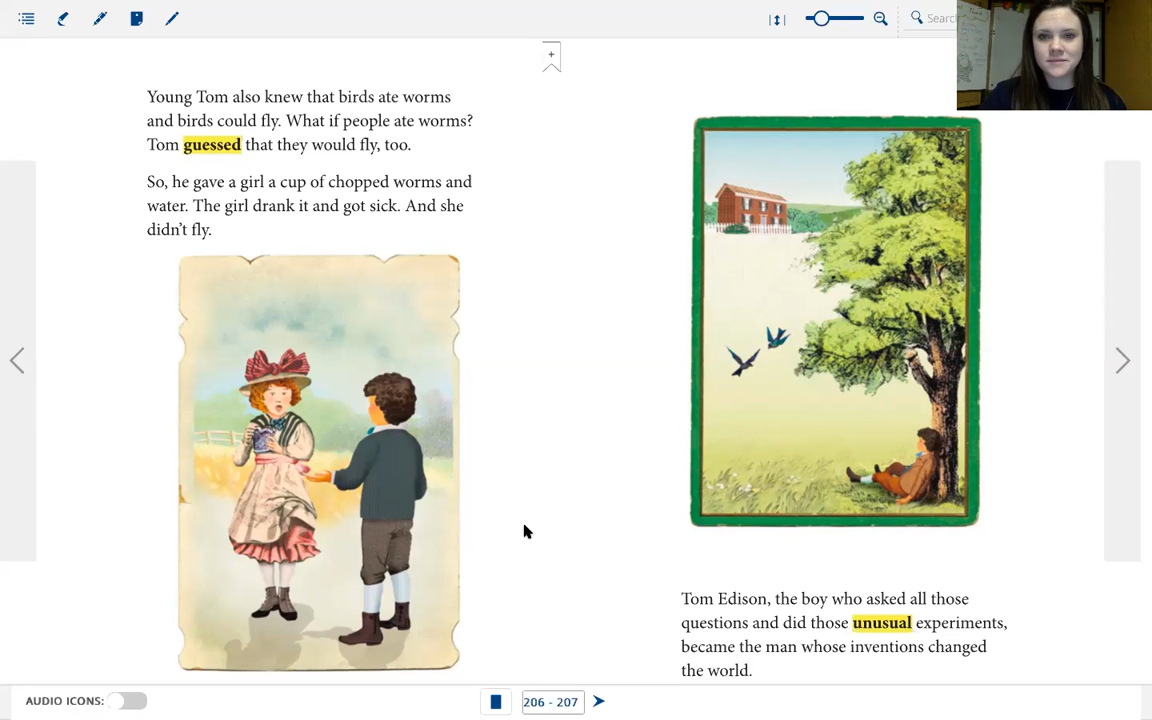 Search
Young Tom also knew that birds ate worms
and birds could fly. What if people ate worms?
Tom guessed that they would fly, too.
So, he gave a girl a cup of chopped worms and
water. The girl drank it and got sick. And she
didn’t fly.
Tom Edison, the boy who asked all those
questions and did those unusual experiments,
became the man whose inventions changed
the world.
AUDIO ICONS:
206 - 207